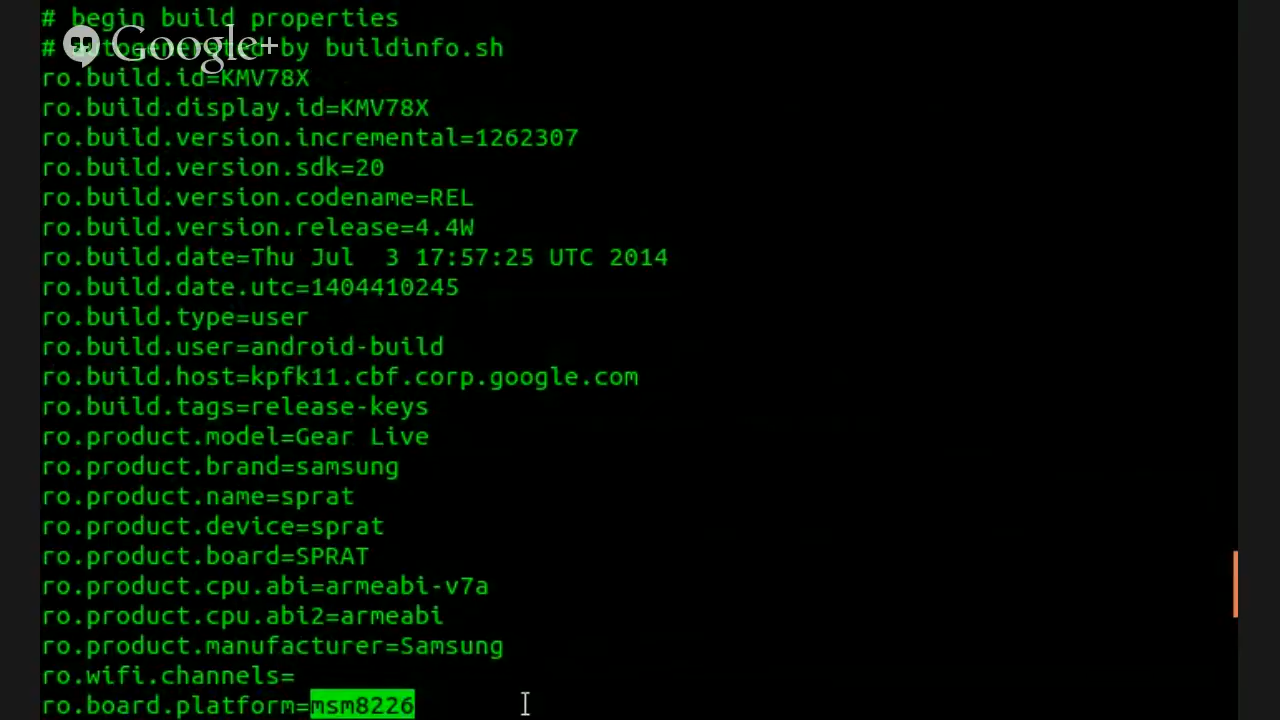 # begin build properties
# autogenerated by buildinfo.sh
Google+
ro.build.id=KMV78X
ro.build.display.id=KMV78X
ro.build.version.incremental=1262307
ro.build.version.sdk=20
ro.build.version.codename=REL
ro.build.version.release=4.4W
ro.build.date=Thu Jul  3 17:57:25 UTC 2014
ro.build.date.utc=1404410245
ro.build.type=user
ro.build.user=android-build
ro.build.host=kpfk11.cbf.corp.google.com
ro.build.tags=release-keys
ro.product.model=Gear Live
ro.product.brand=samsung
ro.product.name=sprat
ro.product.device=sprat
ro.product.board=SPRAT
ro.product.cpu.abi=armeabi-v7a
ro.product.cpu.abi2=armeabi
ro.product.manufacturer=Samsung
ro.wifi.channels=
ro.board.platform=msm8226